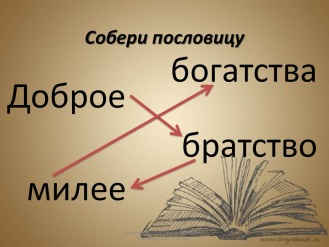 Собери пословицу
богатства
Доброе
братство
милее